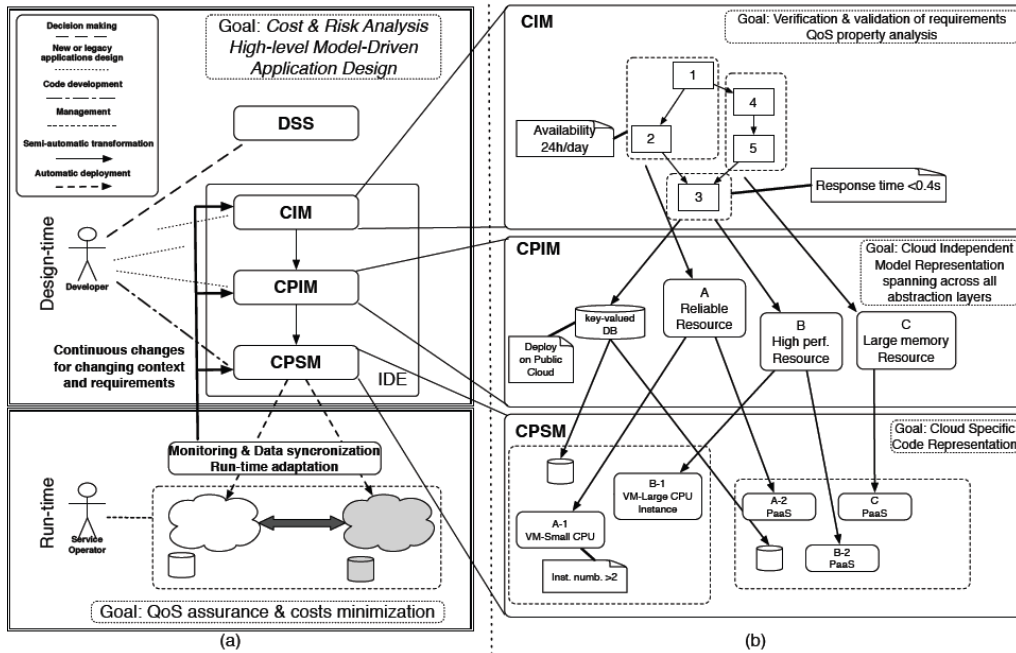 Decision making
New or legacy
applications design
Code development
Management
Semi-automatic transformation
Automatic deployment
Goal: Cost & Risk Analysis
High-level Model-Driven
Application Design
DSS
CIM
CPIM
CPSM
IDE
Design-time
Developer
Continuous changes
for changing context
and requirements
Run-time
Monitoring & Data syncronization
Run-time adaptation
Service
Operator
Goal: QoS assurance & costs minimization
(a)
CIM
Goal: Verification & validation of requirements
QoS property analysis
1
2
4
5
3
Availability
24h/day
Response time <0.4s
CPIM
Goal: Cloud Independent
Model Representation
spanning across all
abstraction layers
key-valued
DB
A
Reliable
Resource
B
High perf.
Resource
C
Large memory
Resource
Deploy
on Public
Cloud
CPSM
Goal: Cloud Specific
Code Representation
B-1
VM-Large CPU
Instance
A-1
VM-Small CPU
Inst. numb. >2
A-2
PaaS
C
PaaS
B-2
PaaS
(b)